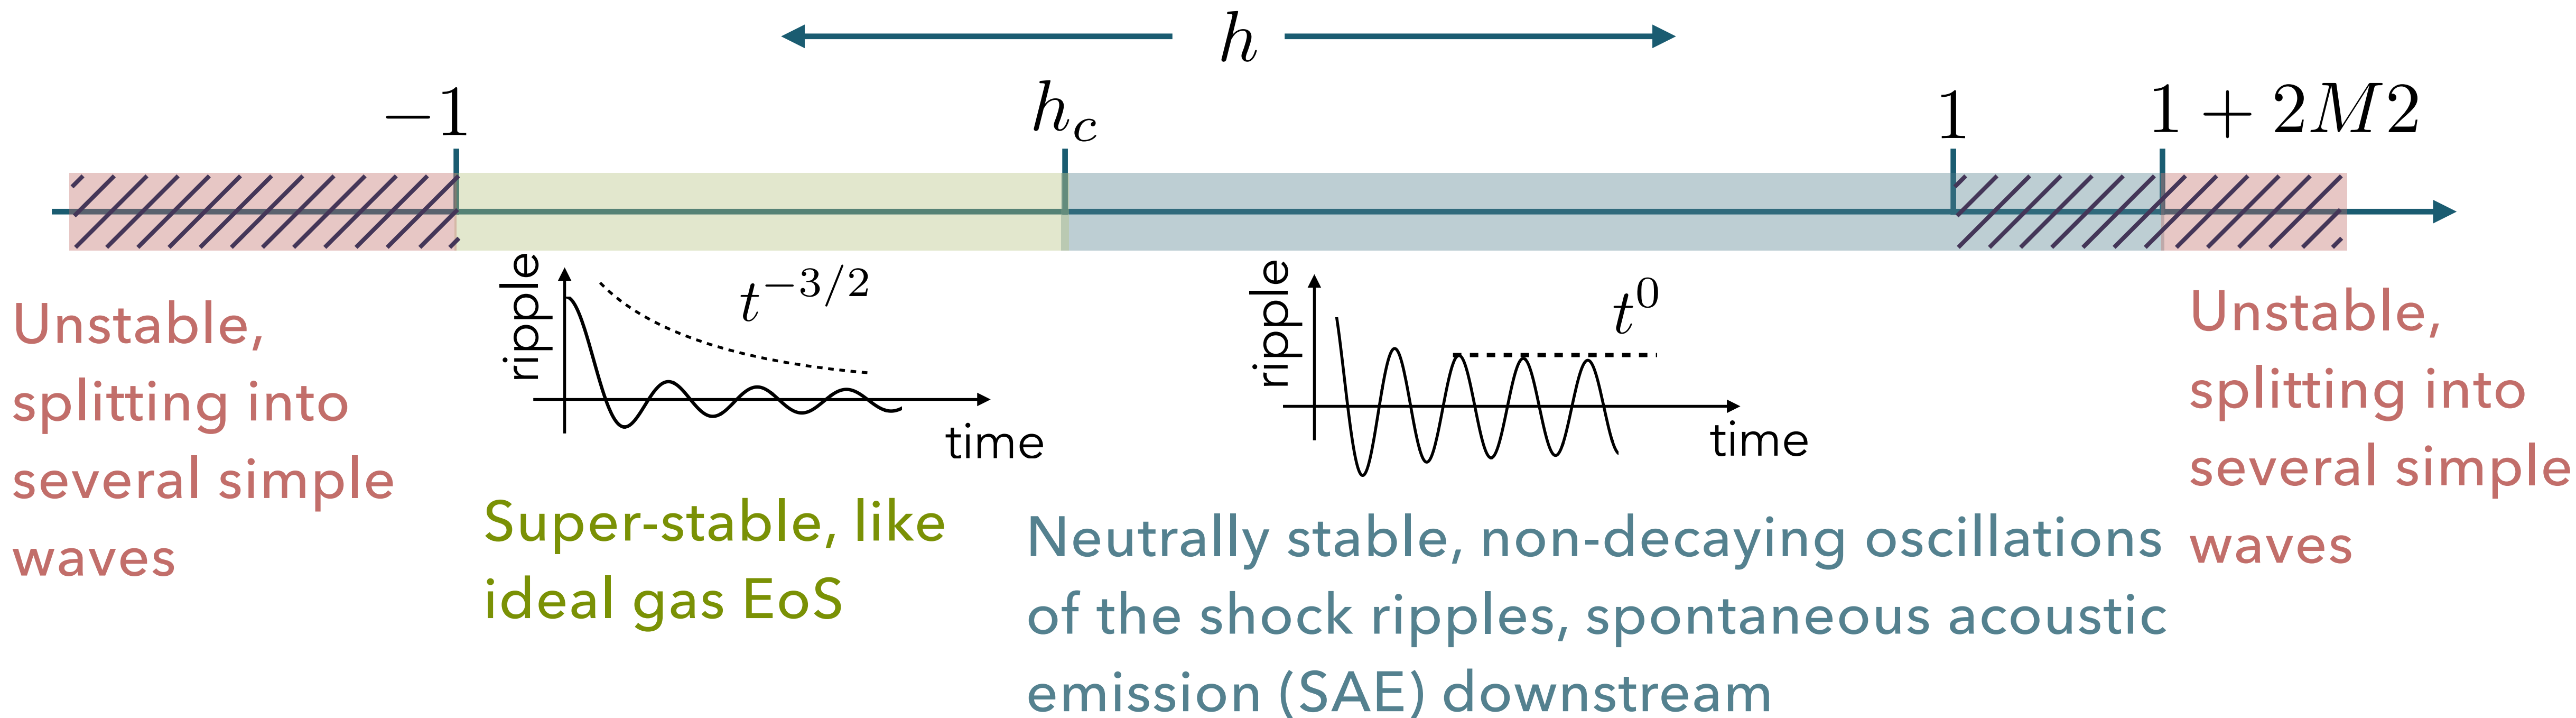 h
−1
h_c
1
1 + 2M2
Unstable,
splitting into
several simple
waves
ripple
t^{−3/2}
time
Super-stable, like
ideal gas EoS
ripple
t^0
time
Neutrally stable, non-decaying oscillations
of the shock ripples, spontaneous acoustic
emission (SAE) downstream
Unstable,
splitting into
several simple
waves